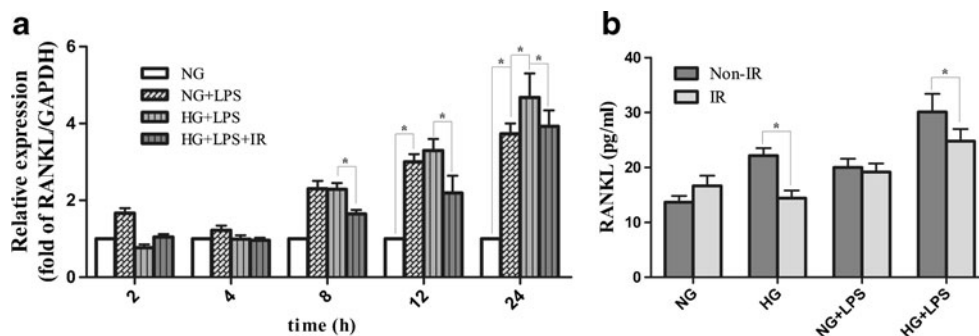 a
Relative expression
(fold of RANKL/GAPDH)
6
4
2
0
NG
NG+LPS
HG+LPS
HG+LPS+IR
*
*
*
*
*
*
2
4
8
12
24
time (h)
b
RANKL (pg/ml)
40
30
20
10
0
Non-IR
IR
*
*
NG
HG
NG+LPS
HG+LPS